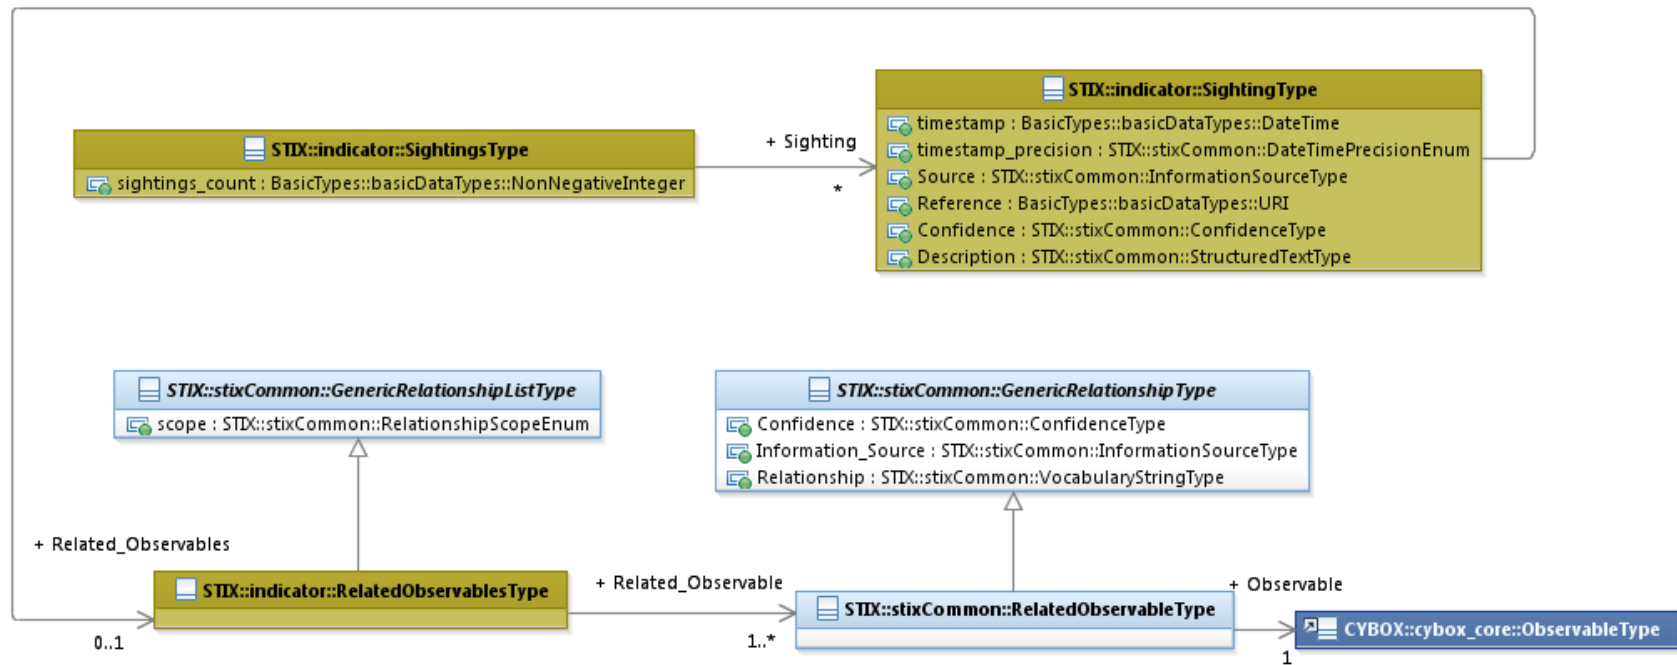 STIX::indicator::SightingType
timestamp : BasicTypes::basicDataTypes::DateTime
timestamp_precision : STIX::stixCommon::DateTimePrecisionEnum
Source : STIX::stixCommon::InformationSourceType
Reference : BasicTypes::basicDataTypes::URI
Confidence : STIX::stixCommon::ConfidenceType
Description : STIX::stixCommon::StructuredTextType
+ Sighting
*
STIX::indicator::SightingsType
sightings_count : BasicTypes::basicDataTypes::NonNegativeInteger
STIX::stixCommon::GenericRelationshipListType
scope : STIX::stixCommon::RelationshipScopeEnum
STIX::stixCommon::GenericRelationshipType
Confidence : STIX::stixCommon::ConfidenceType
Information_Source : STIX::stixCommon::InformationSourceType
Relationship : STIX::stixCommon::VocabularyStringType
+ Related_Observables
0..1
STIX::indicator::RelatedObservablesType
+ Related_Observable
1..*
STIX::stixCommon::RelatedObservableType
+ Observable
1
CYBOX::cybox_core::ObservableType